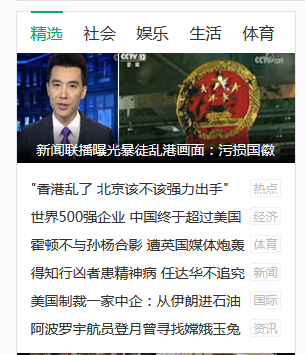 精选 社会 娱乐 生活 体育
CCTV 13
CCTV 13
新闻联播曝光暴徒乱港画面：污损国徽
"香港乱了 北京该不该强力出手" 热点
世界500强企业 中国终于超过美国 经济
霍顿不与孙杨合影 遭英国媒体炮轰 体育
得知行凶者患精神病 任达华不追究 新闻
美国制裁一家中企：从伊朗进石油 国际
阿波罗宇航员登月曾寻找嫦娥玉兔 资讯